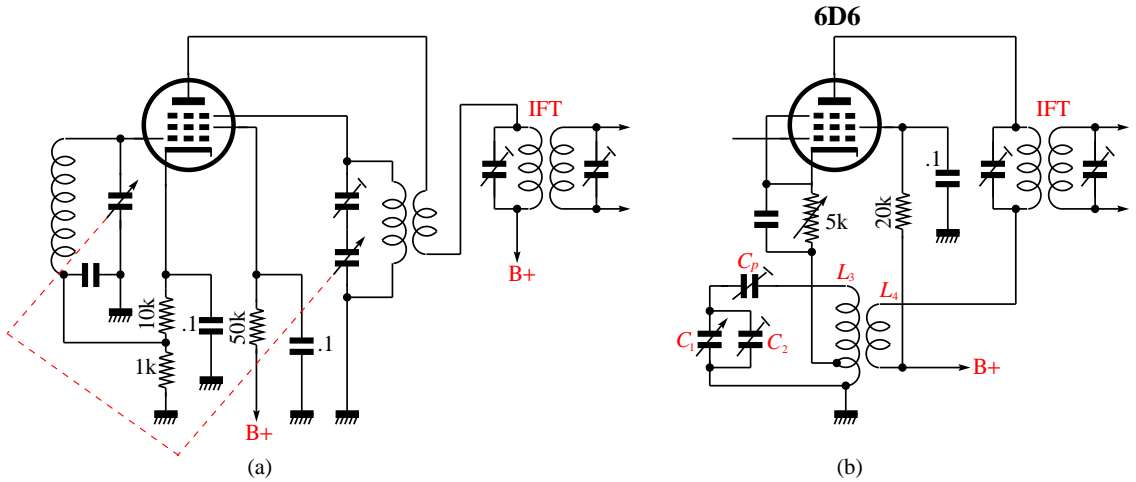 6D6
IFT
IFT
.1
5k
20k
B+
C_p
L_3
L_4
10k
.1
50k
.1
C_1
C_2
1k
B+
B+
(a)
(b)